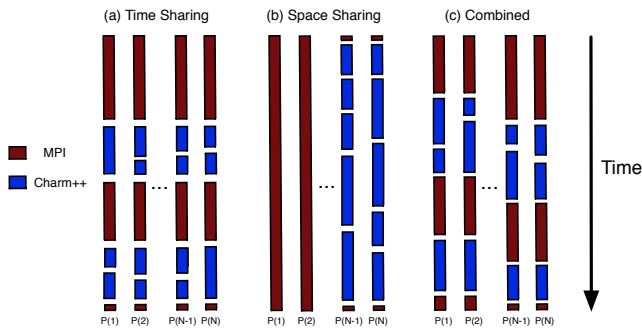 (a) Time Sharing
(b) Space Sharing
(c) Combined
MPI
Charm++
...
...
...
Time
P(1) P(2) P(N-1) P(N)
P(1) P(2) P(N-1) P(N)
P(1) P(2) P(N-1) P(N)